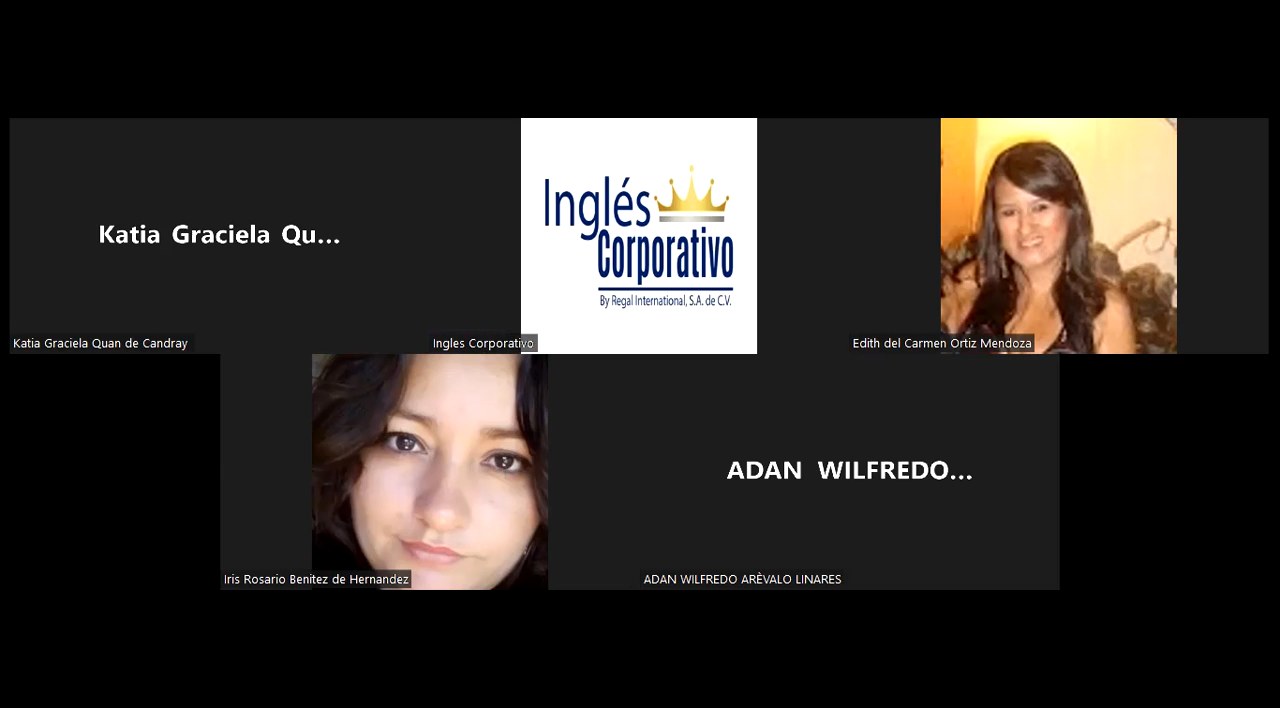 Katia Graciela Qu...
Katia Graciela Quan de Candray
Inglés
Corporativo
By Regal International, S.A. de C.V.
Ingles Corporativo
Edith del Carmen Ortiz Mendoza
Iris Rosario Benitez de Hernandez
ADAN WILFREDO...
ADAN WILFREDO ARÈVALO LINARES